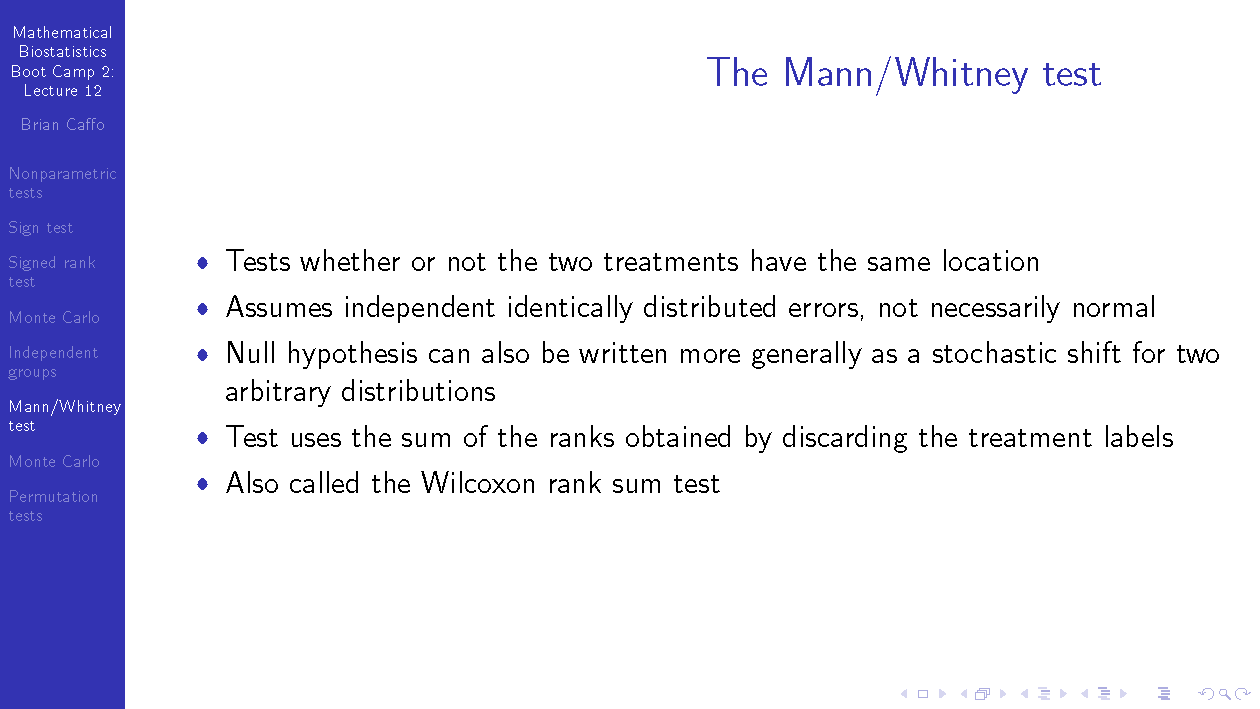 Mathematical
Biostatistics
Boot Camp 2:
Lecture 12
Brian Caffo
Nonparametric
tests
Sign test
Signed rank
test
Monte Carlo
Independent
groups
Mann/Whitney
test
Monte Carlo
Permutation
tests
The Mann/Whitney test
• Tests whether or not the two treatments have the same location
• Assumes independent identically distributed errors, not necessarily normal
• Null hypothesis can also be written more generally as a stochastic shift for two
arbitrary distributions
• Test uses the sum of the ranks obtained by discarding the treatment labels
• Also called the Wilcoxon rank sum test